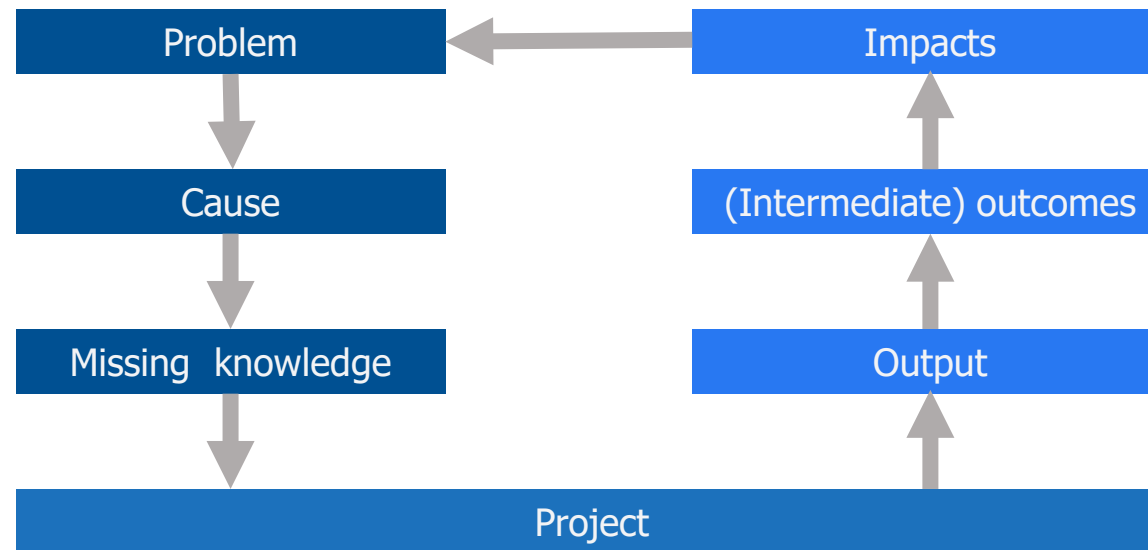 Problem
Impacts
Cause
(Intermediate) outcomes
Missing knowledge
Output
Project